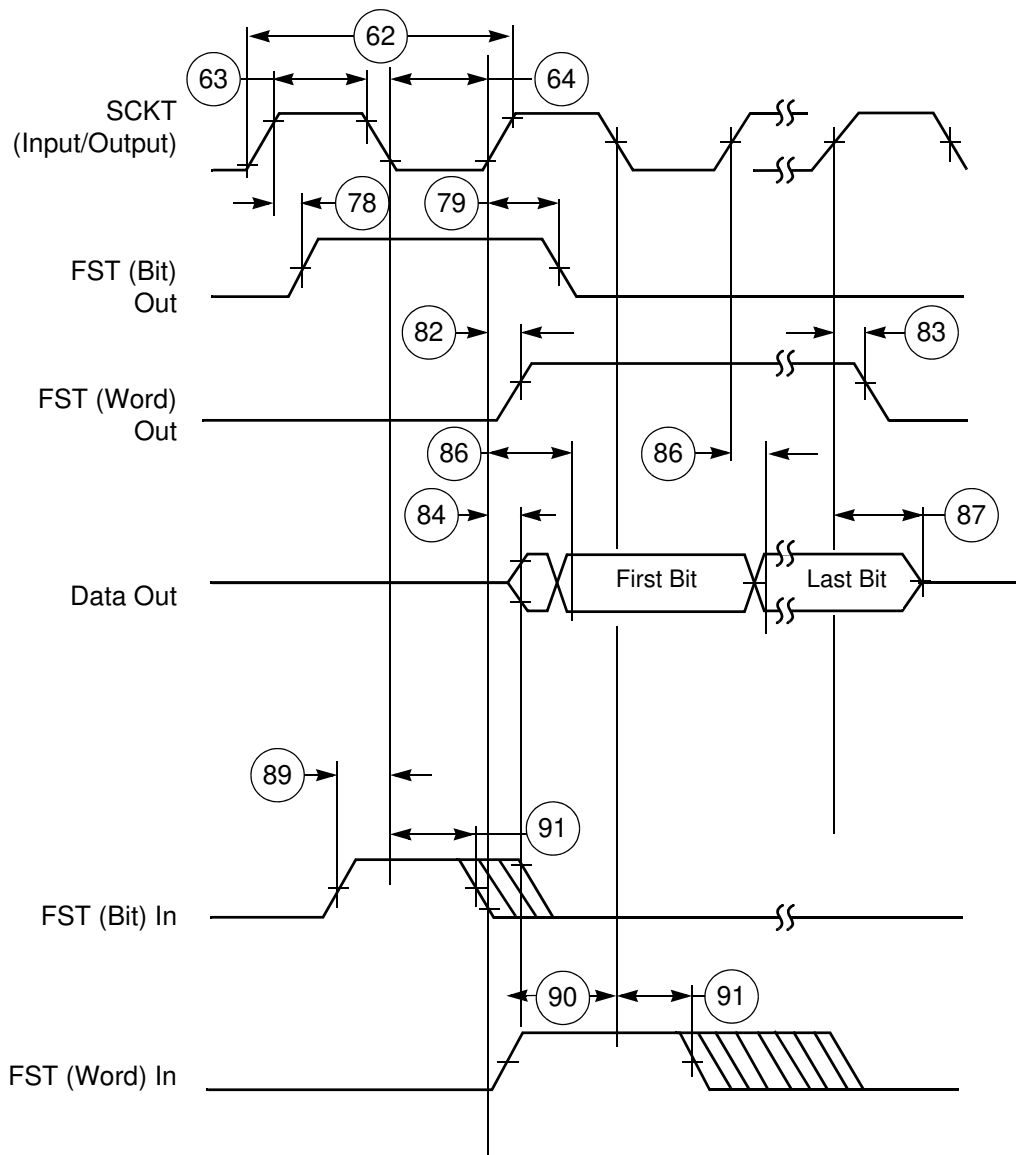 62
63
64
SCKT
(Input/Output)
78
79
FST (Bit)
Out
82
83
FST (Word)
Out
86
86
84
87
First Bit
Last Bit
Data Out
89
91
FST (Bit) In
90
91
FST (Word) In